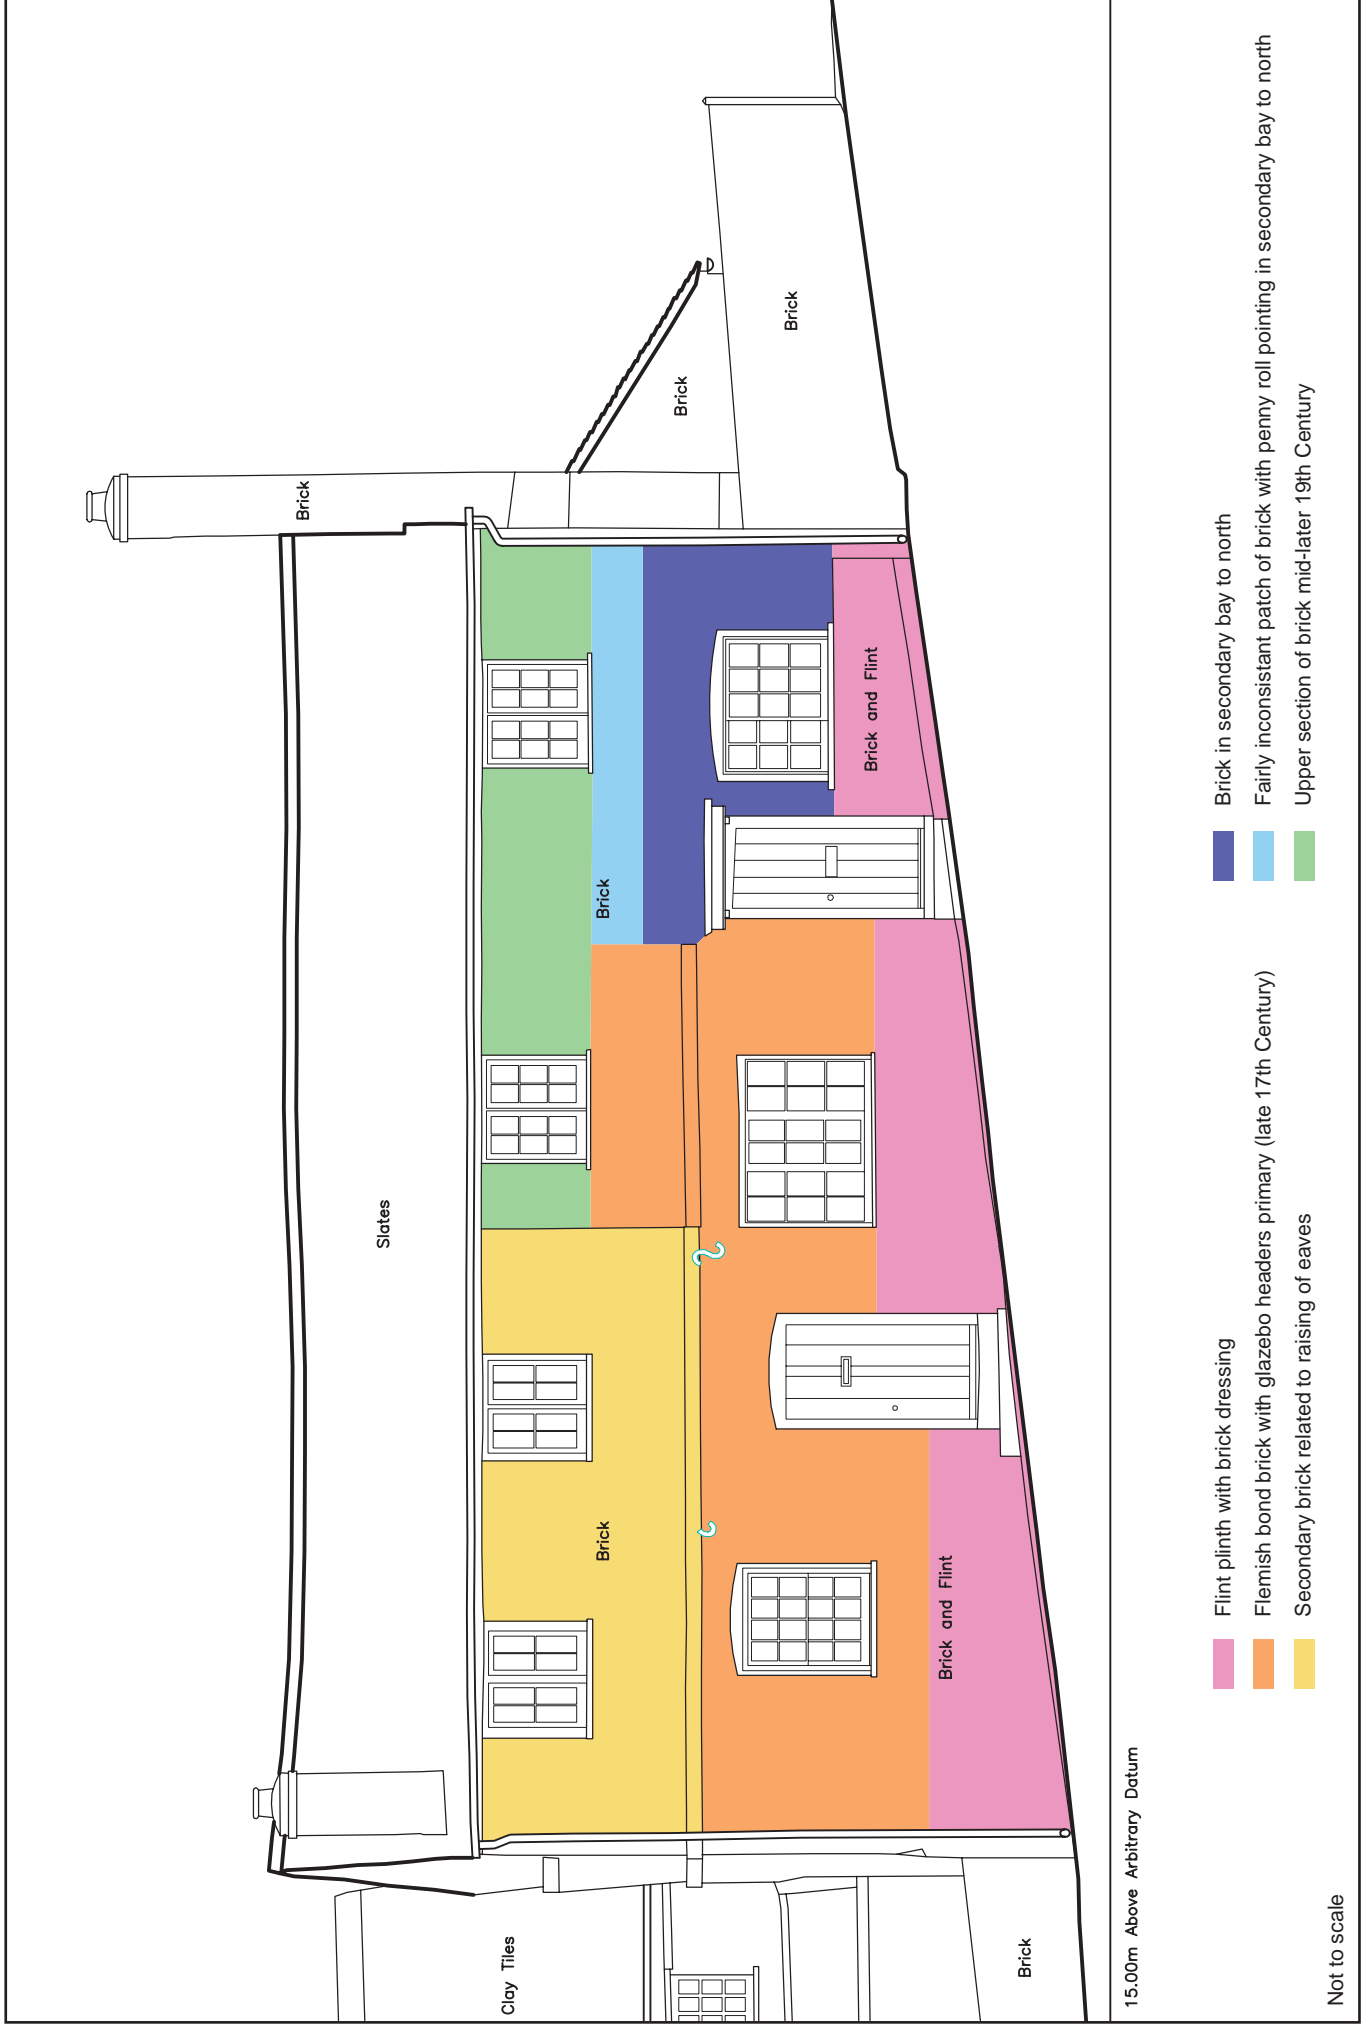 Brick
Slates
Clay Tiles
Brick
Brick
Brick
Brick
Brick and Flint
Brick and Flint
Brick
15.00m Above Arbitrary Datum
Flint plinth with brick dressing
Flemish bond brick with glazebo headers primary (late 17th Century)
Secondary brick related to raising of eaves
Brick in secondary bay to north
Fairly inconsistant patch of brick with penny roll pointing in secondary bay to north
Upper section of brick mid-later 19th Century
Not to scale